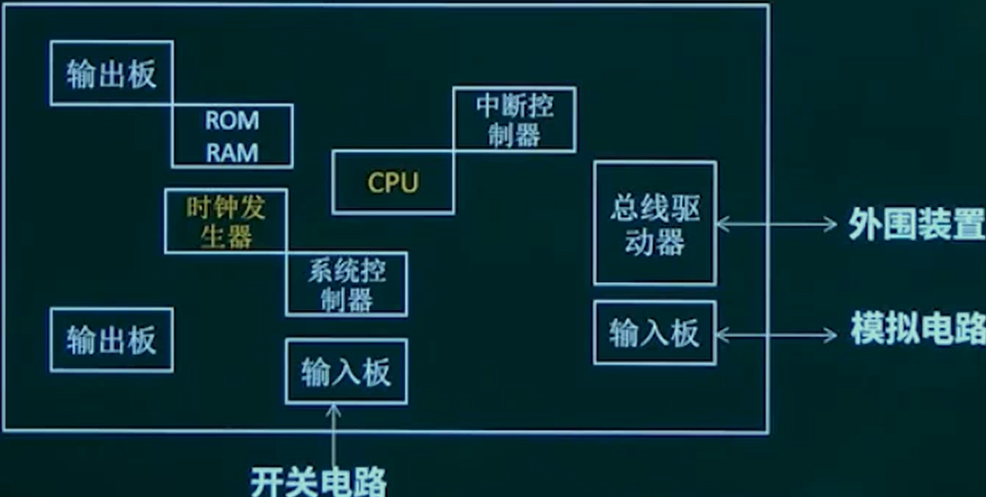 输出板
ROM
RAM
中断控
制器
CPU
时钟发
生器
总线驱
动器
外围装置
系统控
制器
输出板
输入板
输入板
模拟电路
开关电路